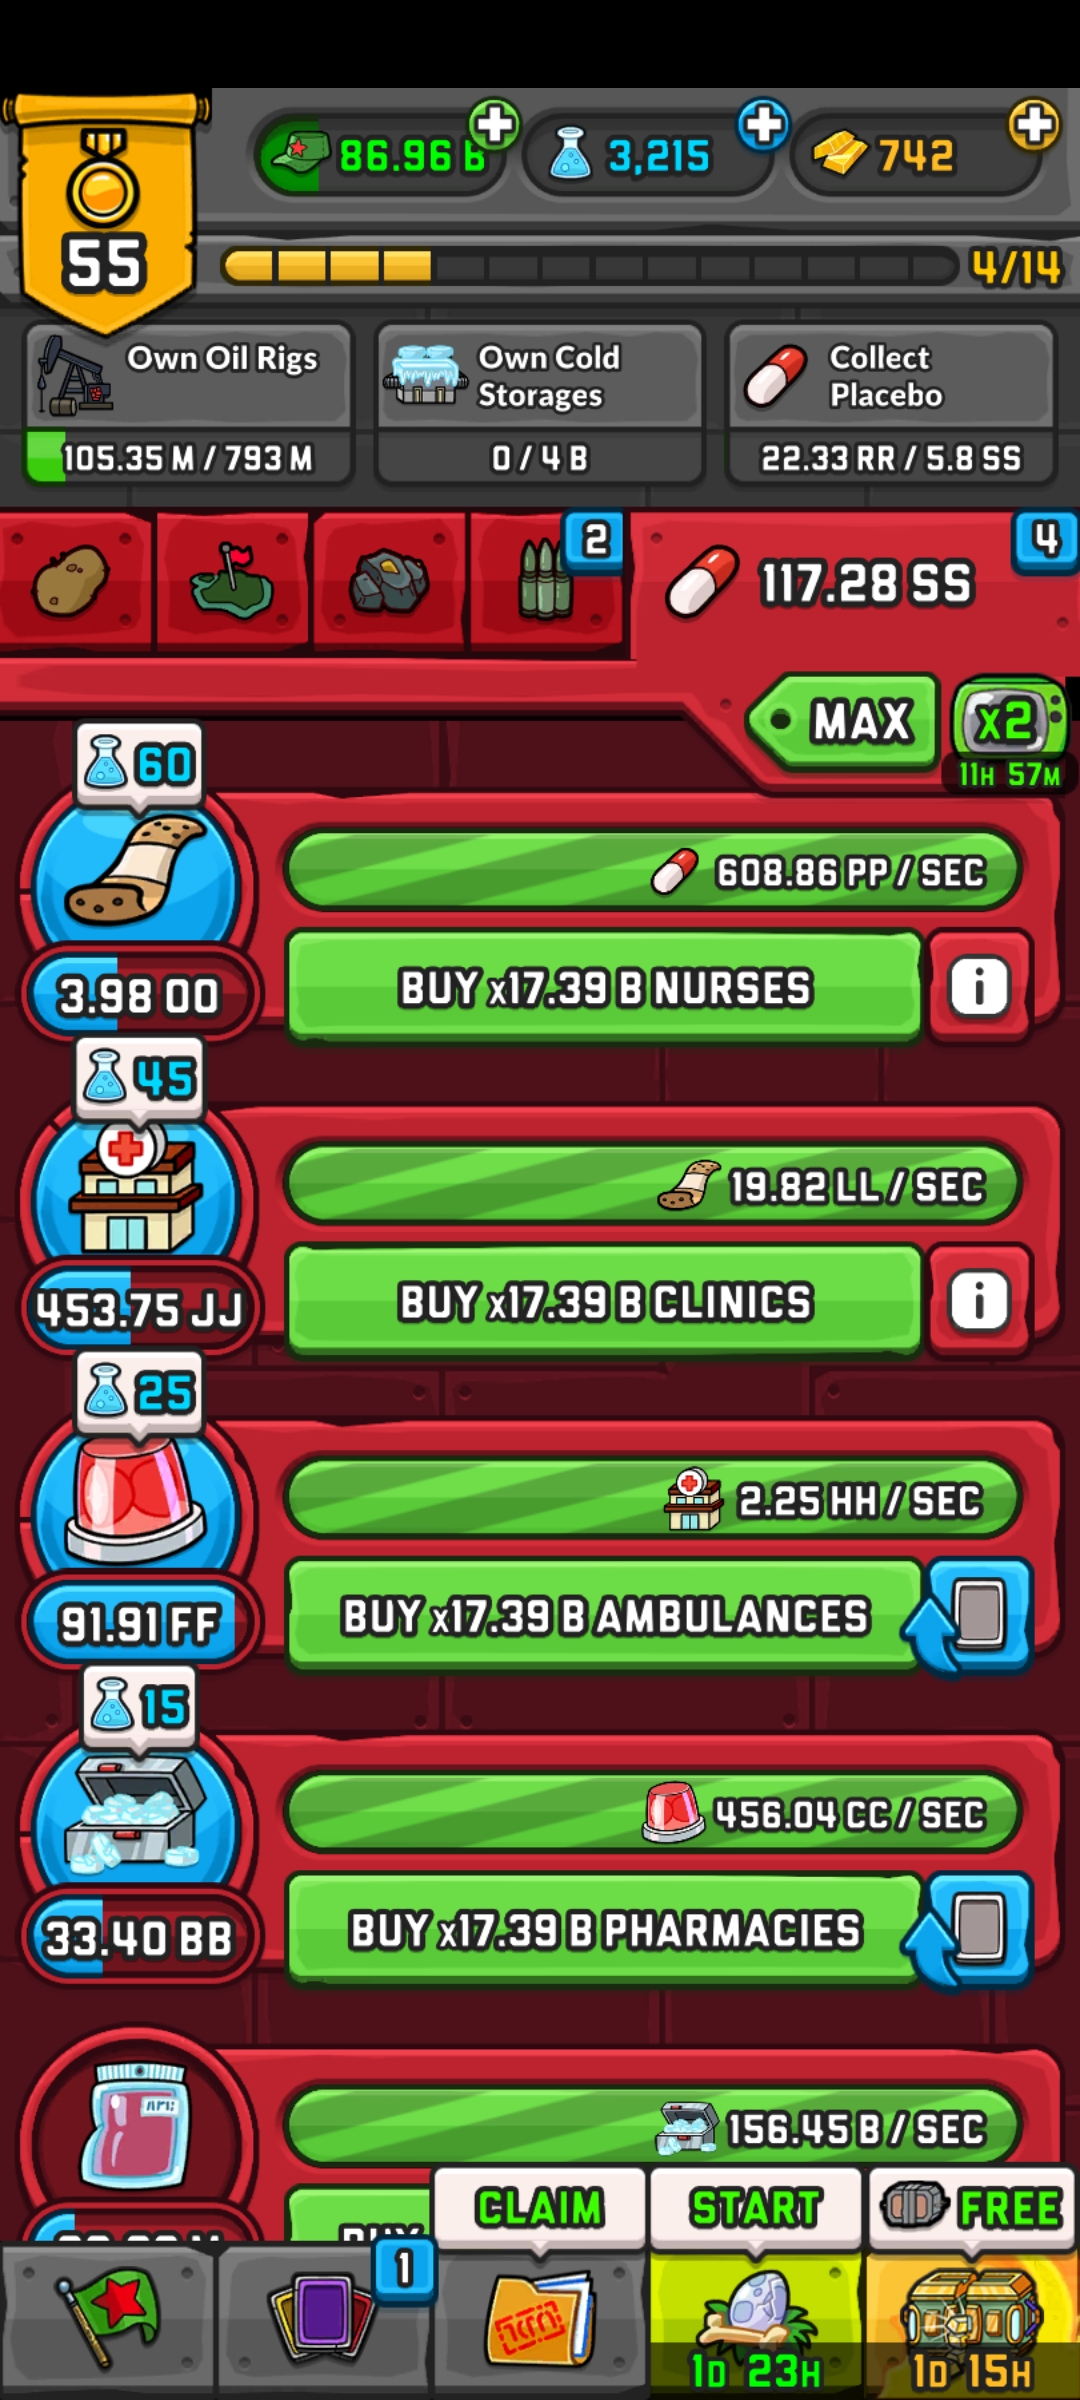 55
86.96 B
3,215
742
4/14
Own Oil Rigs
105.35 M / 793 M
Own Cold
Storages
0 / 4 B
Collect
Placebo
22.33 RR / 5.8 SS
2
117.28 SS
4
MAX
x2
11H 57M
60
608.86 PP / SEC
3.98 OO
BUY x17.39 B NURSES
i
45
19.82 LL / SEC
453.75 JJ
BUY x17.39 B CLINICS
i
25
2.25 HH / SEC
91.91 FF
BUY x17.39 B AMBULANCES
15
456.04 CC / SEC
33.40 BB
BUY x17.39 B PHARMACIES
156.45 B / SEC
BUY
CLAIM
START
FREE
1
1D 23H
1D 15H